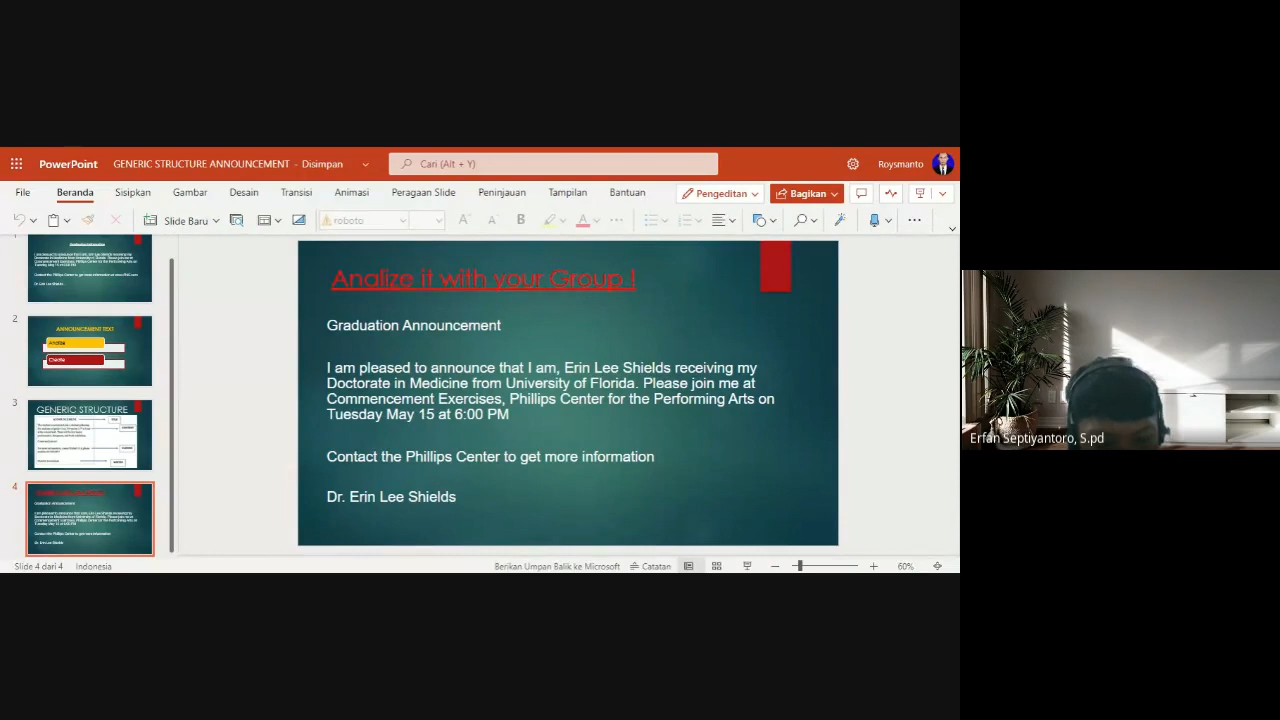 PowerPoint GENERIC STRUCTURE ANNOUNCEMENT - Disimpan Cari (Alt + Y) Roysmanto
File Beranda Sisipkan Gambar Desain Transisi Animasi Peragaan Slide Peninjauan Tampilan Bantuan Pengeditan Bagikan
Slide Baru roboto
2
ANNOUNCEMENT TEXT
Analize
Create
3
GENERIC STRUCTURE
4
Analize it with your Group !
Graduation Announcement
I am pleased to announce that I am, Erin Lee Shields receiving my
Doctorate in Medicine from University of Florida. Please join me at
Commencement Exercises, Phillips Center for the Performing Arts on
Tuesday May 15 at 6:00 PM
Contact the Phillips Center to get more information
Dr. Erin Lee Shields
Slide 4 dari 4 Indonesia Berikan Umpan Balik ke Microsoft Catatan 60%
Erfan Septiyantoro, S.pd